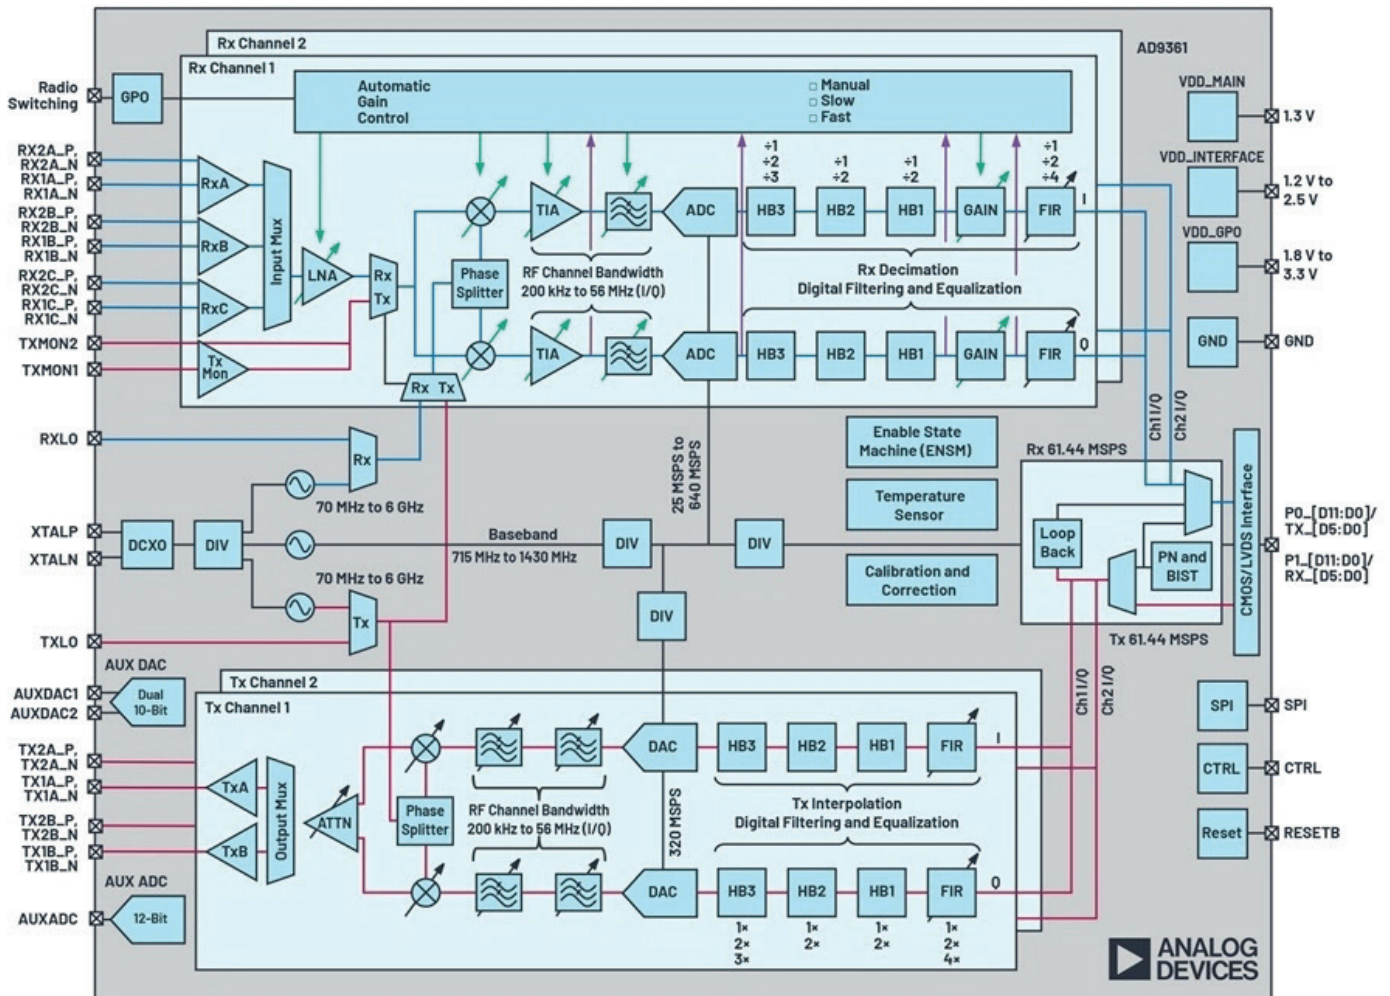 Rx Channel 2
AD9361
Rx Channel 1
Radio
Switching
GPO
Automatic
Gain
Control
□ Manual
□ Slow
□ Fast
VDD_MAIN
1.3 V
VDD_INTERFACE
1.2 V to
2.5 V
VDD_GPO
1.8 V to
3.3 V
GND
GND
RX2A_P,
RX2A_N
RX1A_P,
RX1A_N
RX2B_P,
RX2B_N
RX1B_P,
RX1B_N
RX2C_P,
RX2C_N
RX1C_P,
RX1C_N
TXMON2
TXMON1
RxA
RxB
RxC
Tx
Mon
Input Mux
LNA
Rx
Tx
Phase
Splitter
TIA
ADC
÷1
÷2
÷3
÷1
÷2
÷1
÷2
÷1
÷2
÷4
HB3
HB2
HB1
GAIN
FIR
I
RF Channel Bandwidth
200 kHz to 56 MHz (I/Q)
Rx Decimation
Digital Filtering and Equalization
TIA
ADC
HB3
HB2
HB1
GAIN
FIR
Q
Rx Tx
RXLO
Rx
70 MHz to 6 GHz
25 MSPS to
640 MSPS
Enable State
Machine (ENSM)
Temperature
Sensor
Calibration and
Correction
Ch1 I/Q
Ch2 I/Q
Rx 61.44 MSPS
Loop
Back
PN and
BIST
CMOS/LVDS Interface
Tx 61.44 MSPS
P0_[D11:D0]/
TX_[D5:D0]
P1_[D11:D0]/
RX_[D5:D0]
XTALP
XTALN
DCXO
DIV
Baseband
715 MHz to 1430 MHz
DIV
DIV
DIV
70 MHz to 6 GHz
Tx
TXLO
Ch1 I/Q
Ch2 I/Q
AUX DAC
AUXDAC1
AUXDAC2
Dual
10-Bit
Tx Channel 2
Tx Channel 1
TX2A_P,
TX2A_N
TX1A_P,
TX1A_N
TX2B_P,
TX2B_N
TX1B_P,
TX1B_N
TxA
TxB
Output Mux
ATTN
Phase
Splitter
RF Channel Bandwidth
200 kHz to 56 MHz (I/Q)
DAC
320 MSPS
DAC
HB3
HB2
HB1
FIR
I
Tx Interpolation
Digital Filtering and Equalization
HB3
HB2
HB1
FIR
Q
1×
2×
3×
1×
2×
1×
2×
1×
2×
4×
SPI
SPI
CTRL
CTRL
Reset
RESETB
AUX ADC
AUXADC
12-Bit
ANALOG
DEVICES